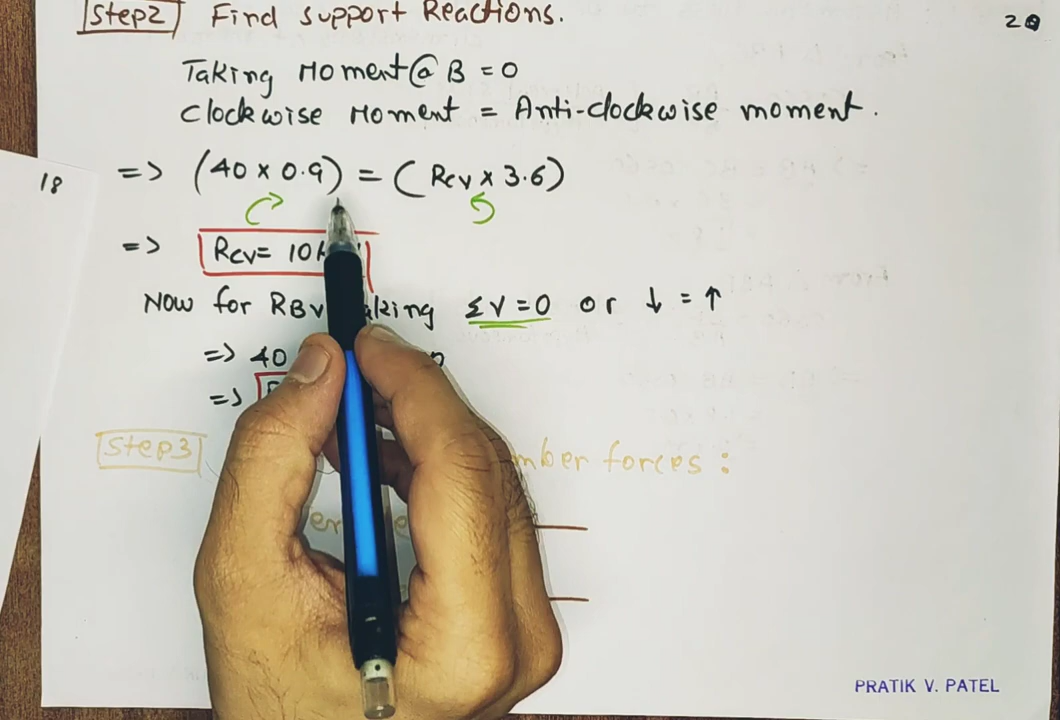 Step2 Find support Reactions.
20
Taking Moment@ B = 0
Clockwise Moment = Anti-clockwise moment.
18
=> (40 x 0.9) = (Rcv x 3.6)
=> Rcv= 10
Now for RBv ΣV = 0 or ↓ = ↑
=> 40
=>
Step3 forces :
PRATIK V. PATEL